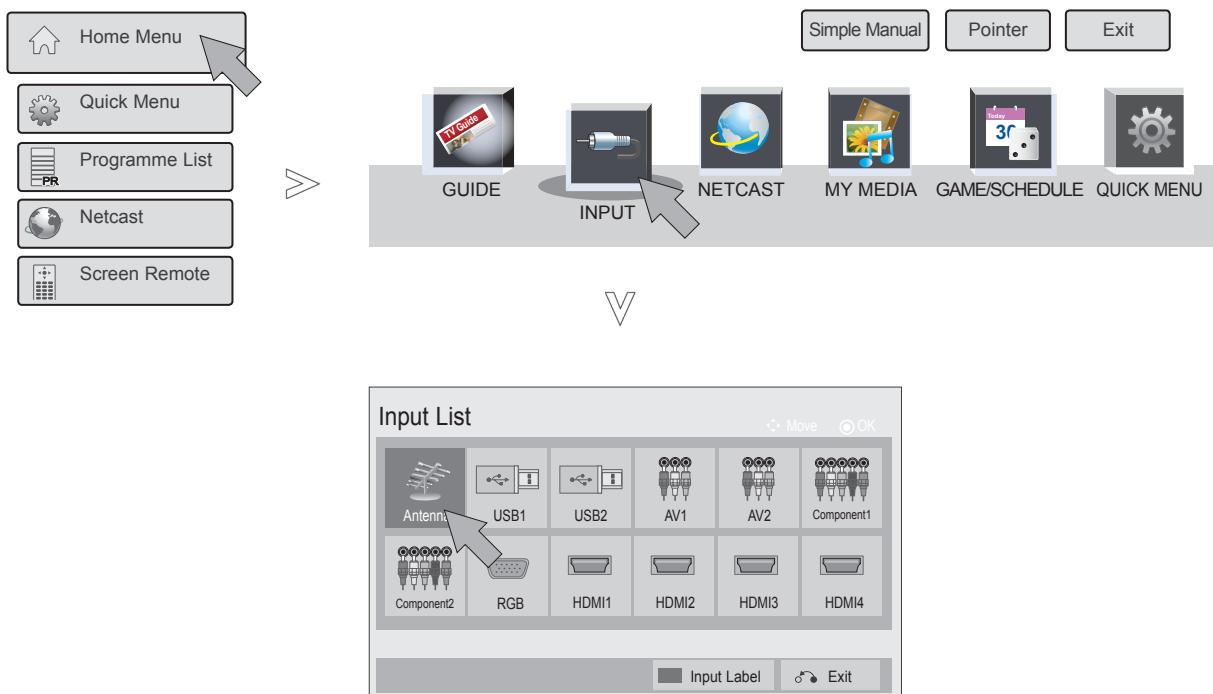 Home Menu
Quick Menu
Programme List
PR
Netcast
Screen Remote
Simple Manual
Pointer
Exit
TV Guide
Today
30
GUIDE
INPUT
NETCAST
MY MEDIA
GAME/SCHEDULE
QUICK MENU
Input List
Move
OK
Antenna
USB1
USB2
AV1
AV2
Component1
Component2
RGB
HDMI1
HDMI2
HDMI3
HDMI4
Input Label
Exit